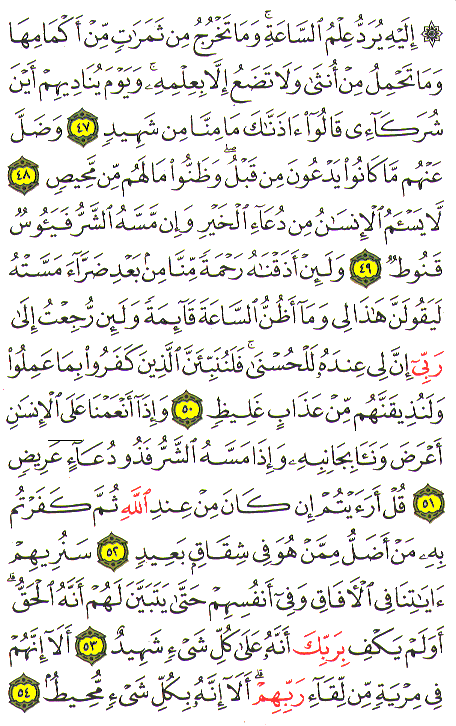 ۞ إِلَيْهِ يُرَدُّ عِلْمُ ٱلسَّاعَةِ ۚ وَمَا تَخْرُجُ مِن ثَمَرَٰتٍ مِّنْ أَكْمَامِهَا
وَمَا تَحْمِلُ مِنْ أُنثَىٰ وَلَا تَضَعُ إِلَّا بِعِلْمِهِۦ ۚ وَيَوْمَ يُنَادِيهِمْ أَيْنَ
شُرَكَآءِى قَالُوٓا۟ ءَاذَنَّٰكَ مَا مِنَّا مِن شَهِيدٍ ٤٧ وَضَلَّ
عَنْهُم مَّا كَانُوا۟ يَدْعُونَ مِن قَبْلُ ۖ وَظَنُّوا۟ مَا لَهُم مِّن مَّحِيصٍ ٤٨
لَّا يَسْـَٔمُ ٱلْإِنسَٰنُ مِن دُعَآءِ ٱلْخَيْرِ وَإِن مَّسَّهُ ٱلشَّرُّ فَيَـُٔوسٌ
قَنُوطٌ ٤٩ وَلَئِنْ أَذَقْنَٰهُ رَحْمَةً مِّنَّا مِنۢ بَعْدِ ضَرَّآءَ مَسَّتْهُ
لَيَقُولَنَّ هَٰذَا لِى وَمَآ أَظُنُّ ٱلسَّاعَةَ قَآئِمَةً وَلَئِن رُّجِعْتُ إِلَىٰ
رَبِّىٓ إِنَّ لِى عِندَهُۥ لَلْحُسْنَىٰ ۚ فَلَنُنَبِّئَنَّ ٱلَّذِينَ كَفَرُوا۟ بِمَا عَمِلُوا۟
وَلَنُذِيقَنَّهُم مِّنْ عَذَابٍ غَلِيظٍ ٥٠ وَإِذَآ أَنْعَمْنَا عَلَى ٱلْإِنسَٰنِ
أَعْرَضَ وَنَـَٔا بِجَانِبِهِۦ وَإِذَا مَسَّهُ ٱلشَّرُّ فَذُو دُعَآءٍ عَرِيضٍ
٥١ قُلْ أَرَءَيْتُمْ إِن كَانَ مِنْ عِندِ ٱللَّهِ ثُمَّ كَفَرْتُم
بِهِۦ مَنْ أَضَلُّ مِمَّنْ هُوَ فِى شِقَاقٍۭ بَعِيدٍ ٥٢ سَنُرِيهِمْ
ءَايَٰتِنَا فِى ٱلْءَافَاقِ وَفِىٓ أَنفُسِهِمْ حَتَّىٰ يَتَبَيَّنَ لَهُمْ أَنَّهُ ٱلْحَقُّ ۗ
أَوَلَمْ يَكْفِ بِرَبِّكَ أَنَّهُۥ عَلَىٰ كُلِّ شَىْءٍ شَهِيدٌ ٥٣ أَلَآ إِنَّهُمْ
فِى مِرْيَةٍ مِّن لِّقَآءِ رَبِّهِمْ ۗ أَلَآ إِنَّهُۥ بِكُلِّ شَىْءٍ مُّحِيطٌۢ ٥٤